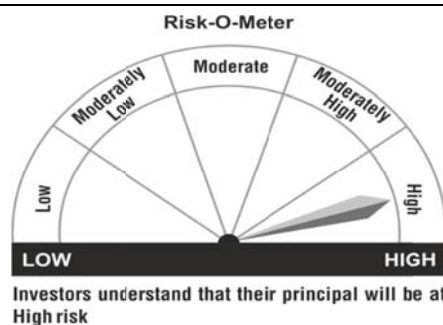 Risk-O-Meter
Moderate
Moderately
Low
Moderately
High
Low
High
LOW
HIGH
Investors understand that their principal will be at
High risk